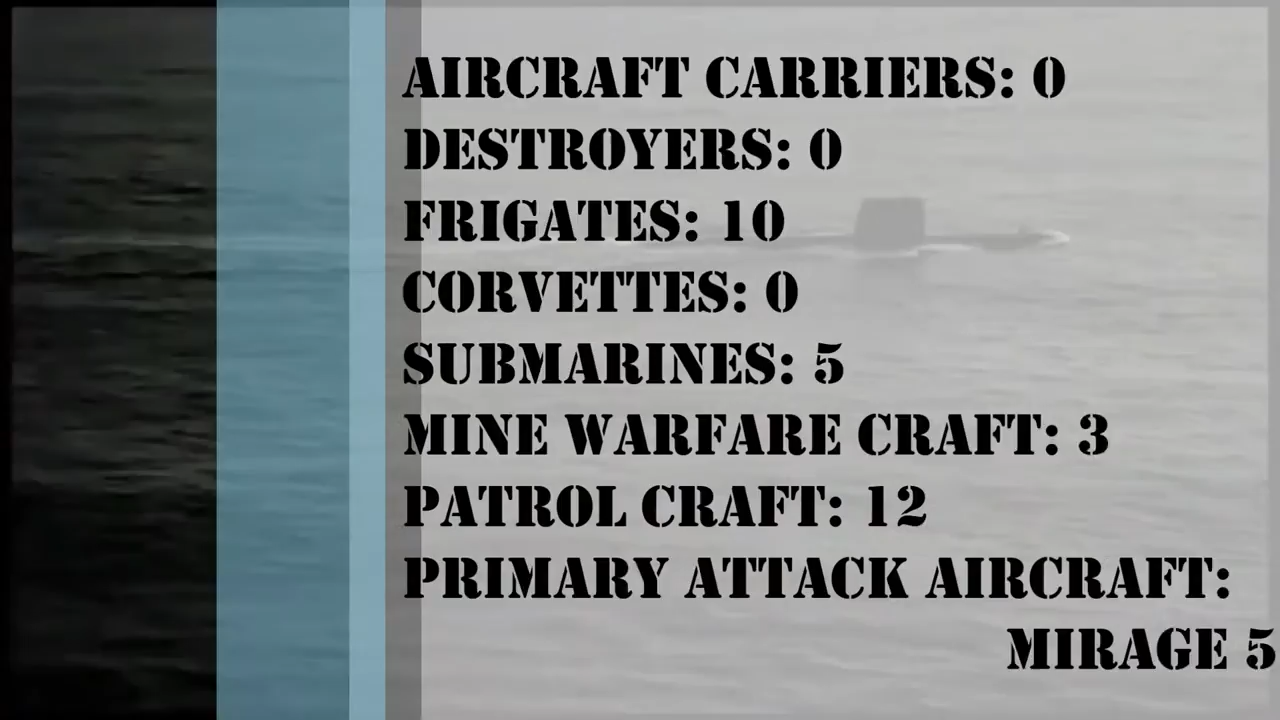 AIRCRAFT CARRIERS: 0
DESTROYERS: 0
FRIGATES: 10
CORVETTES: 0
SUBMARINES: 5
MINE WARFARE CRAFT: 3
PATROL CRAFT: 12
PRIMARY ATTACK AIRCRAFT:
MIRAGE 5